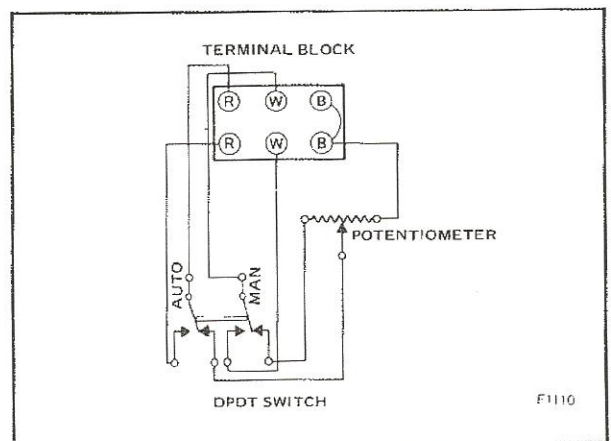 TERMINAL BLOCK
R W B
R W B
POTENTIOMETER
AUTO
MAN
DPDT SWITCH
F1110